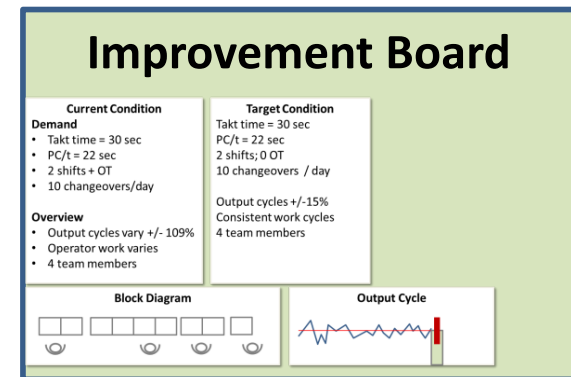 Improvement Board
Current Condition
Demand
• Takt time = 30 sec
• PC/t = 22 sec
• 2 shifts + OT
• 10 changeovers/day
Overview
• Output cycles vary +/- 109%
• Operator work varies
• 4 team members
Target Condition
Takt time = 30 sec
PC/t = 22 sec
2 shifts; 0 OT
10 changeovers / day
Output cycles +/-15%
Consistent work cycles
4 team members
Block Diagram
Output Cycle